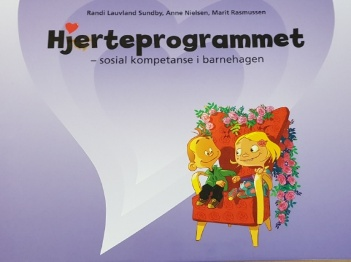 Randi Lauvland Sundby, Anne Nielsen, Marit Rasmussen
Hjerteprogrammet
– sosial kompetanse i barnehagen